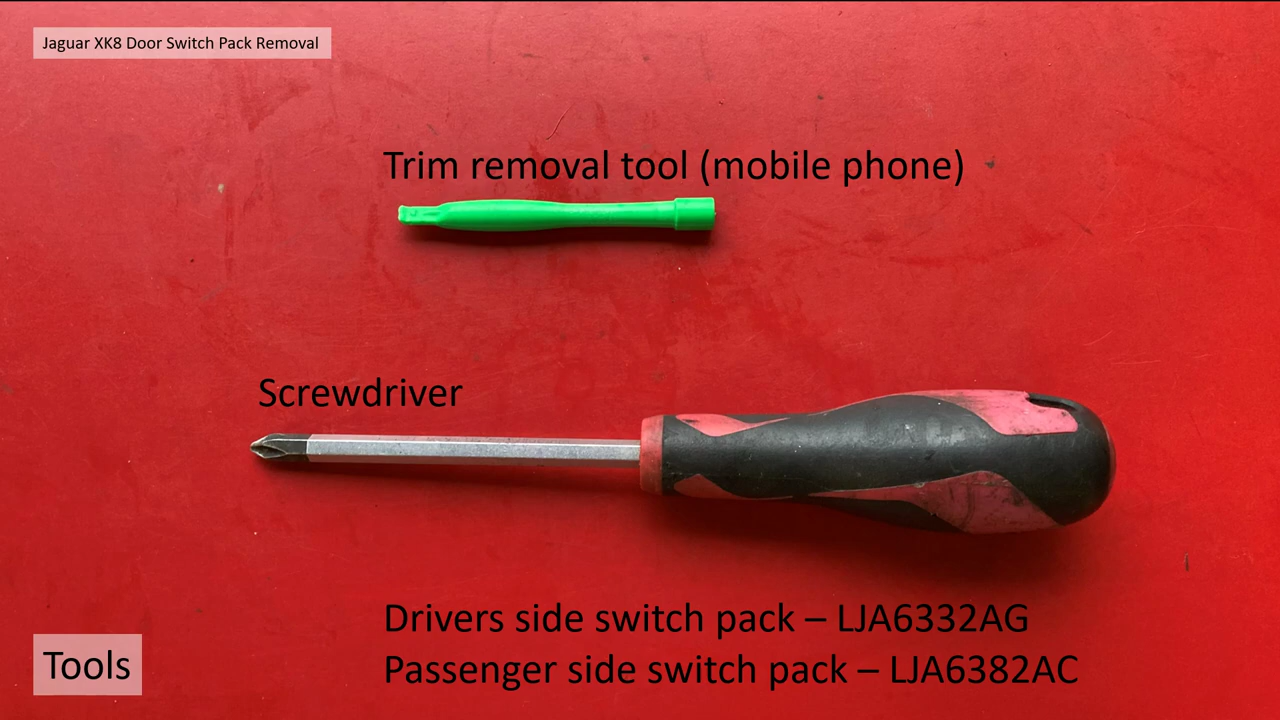 Jaguar XK8 Door Switch Pack Removal
Trim removal tool (mobile phone)
Screwdriver
Drivers side switch pack – LJA6332AG
Passenger side switch pack – LJA6382AC
Tools